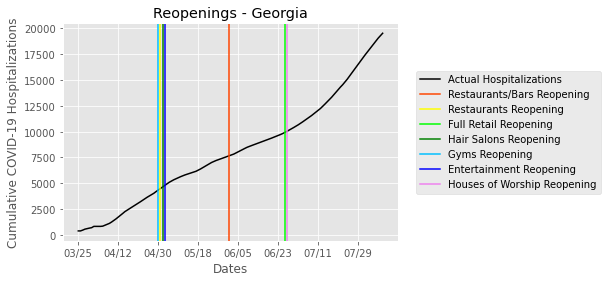 Reopenings - Georgia
Cumulative COVID-19 Hospitalizations
20000
17500
15000
12500
10000
7500
5000
2500
0
03/25 04/12 04/30 05/18 06/05 06/23 07/11 07/29
Dates
Actual Hospitalizations
Restaurants/Bars Reopening
Restaurants Reopening
Full Retail Reopening
Hair Salons Reopening
Gyms Reopening
Entertainment Reopening
Houses of Worship Reopening